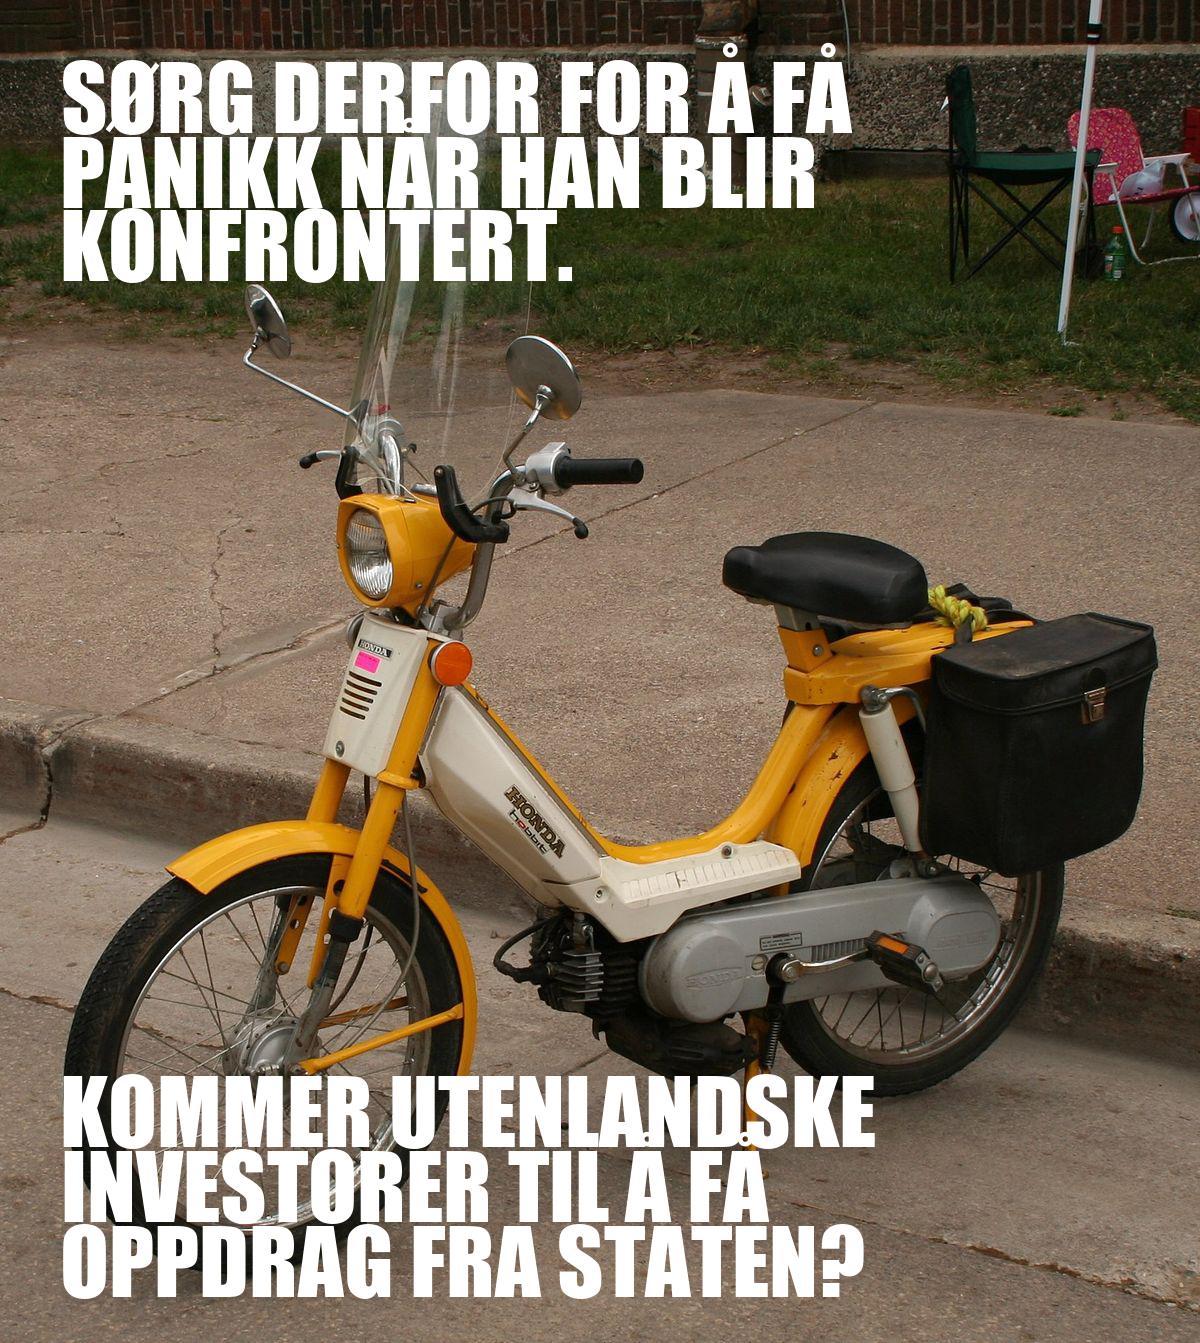 SØRG DERFOR FOR Å FÅ
PANIKK NÅR HAN BLIR
KONFRONTERT.
HONDA
HONDA
hobbit
HONDA
KOMMER UTENLANDSKE
INVESTORER TIL Å FÅ
OPPDRAG FRA STATEN?